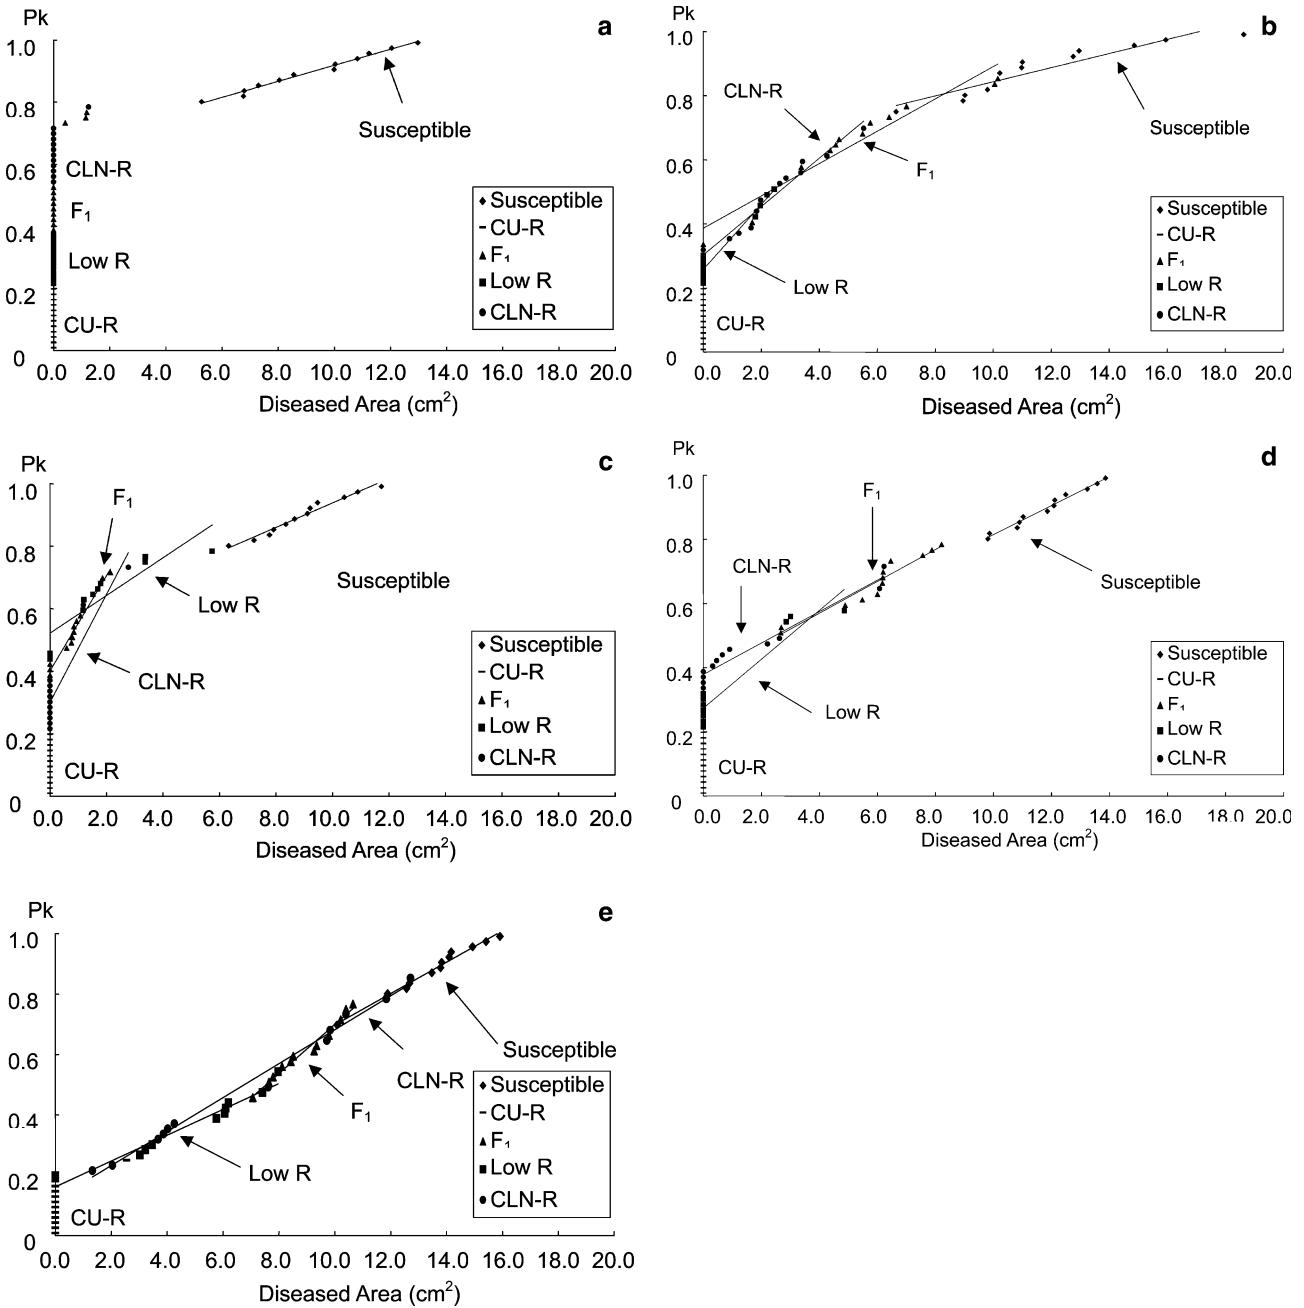 Pk
a
1.0
0.8
0.6
0.4
0.2
0
CLN-R
F₁
Low R
CU-R
Susceptible
Susceptible
CU-R
F₁
Low R
CLN-R
0.0 2.0 4.0 6.0 8.0 10.0 12.0 14.0 16.0 18.0 20.0
Diseased Area (cm²)
Pk
b
1.0
0.8
0.6
0.4
0.2
0
CLN-R
F₁
Susceptible
Low R
CU-R
Susceptible
CU-R
F₁
Low R
CLN-R
0.0 2.0 4.0 6.0 8.0 10.0 12.0 14.0 16.0 18.0 20.0
Diseased Area (cm²)
Pk
c
1.0
0.8
0.6
0.4
0.2
0
F₁
Low R
Susceptible
CLN-R
CU-R
Susceptible
CU-R
F₁
Low R
CLN-R
0.0 2.0 4.0 6.0 8.0 10.0 12.0 14.0 16.0 18.0 20.0
Diseased Area (cm²)
Pk
d
1.0
0.8
0.6
0.4
0.2
0
F₁
CLN-R
Susceptible
Low R
CU-R
Susceptible
CU-R
F₁
Low R
CLN-R
0.0 2.0 4.0 6.0 8.0 10.0 12.0 14.0 16.0 18.0 20.0
Diseased Area (cm²)
Pk
e
1.0
0.8
0.6
0.4
0.2
0
Susceptible
CLN-R
F₁
Low R
CU-R
Susceptible
CU-R
F₁
Low R
CLN-R
0.0 2.0 4.0 6.0 8.0 10.0 12.0 14.0 16.0 18.0 20.0
Diseased Area (cm²)